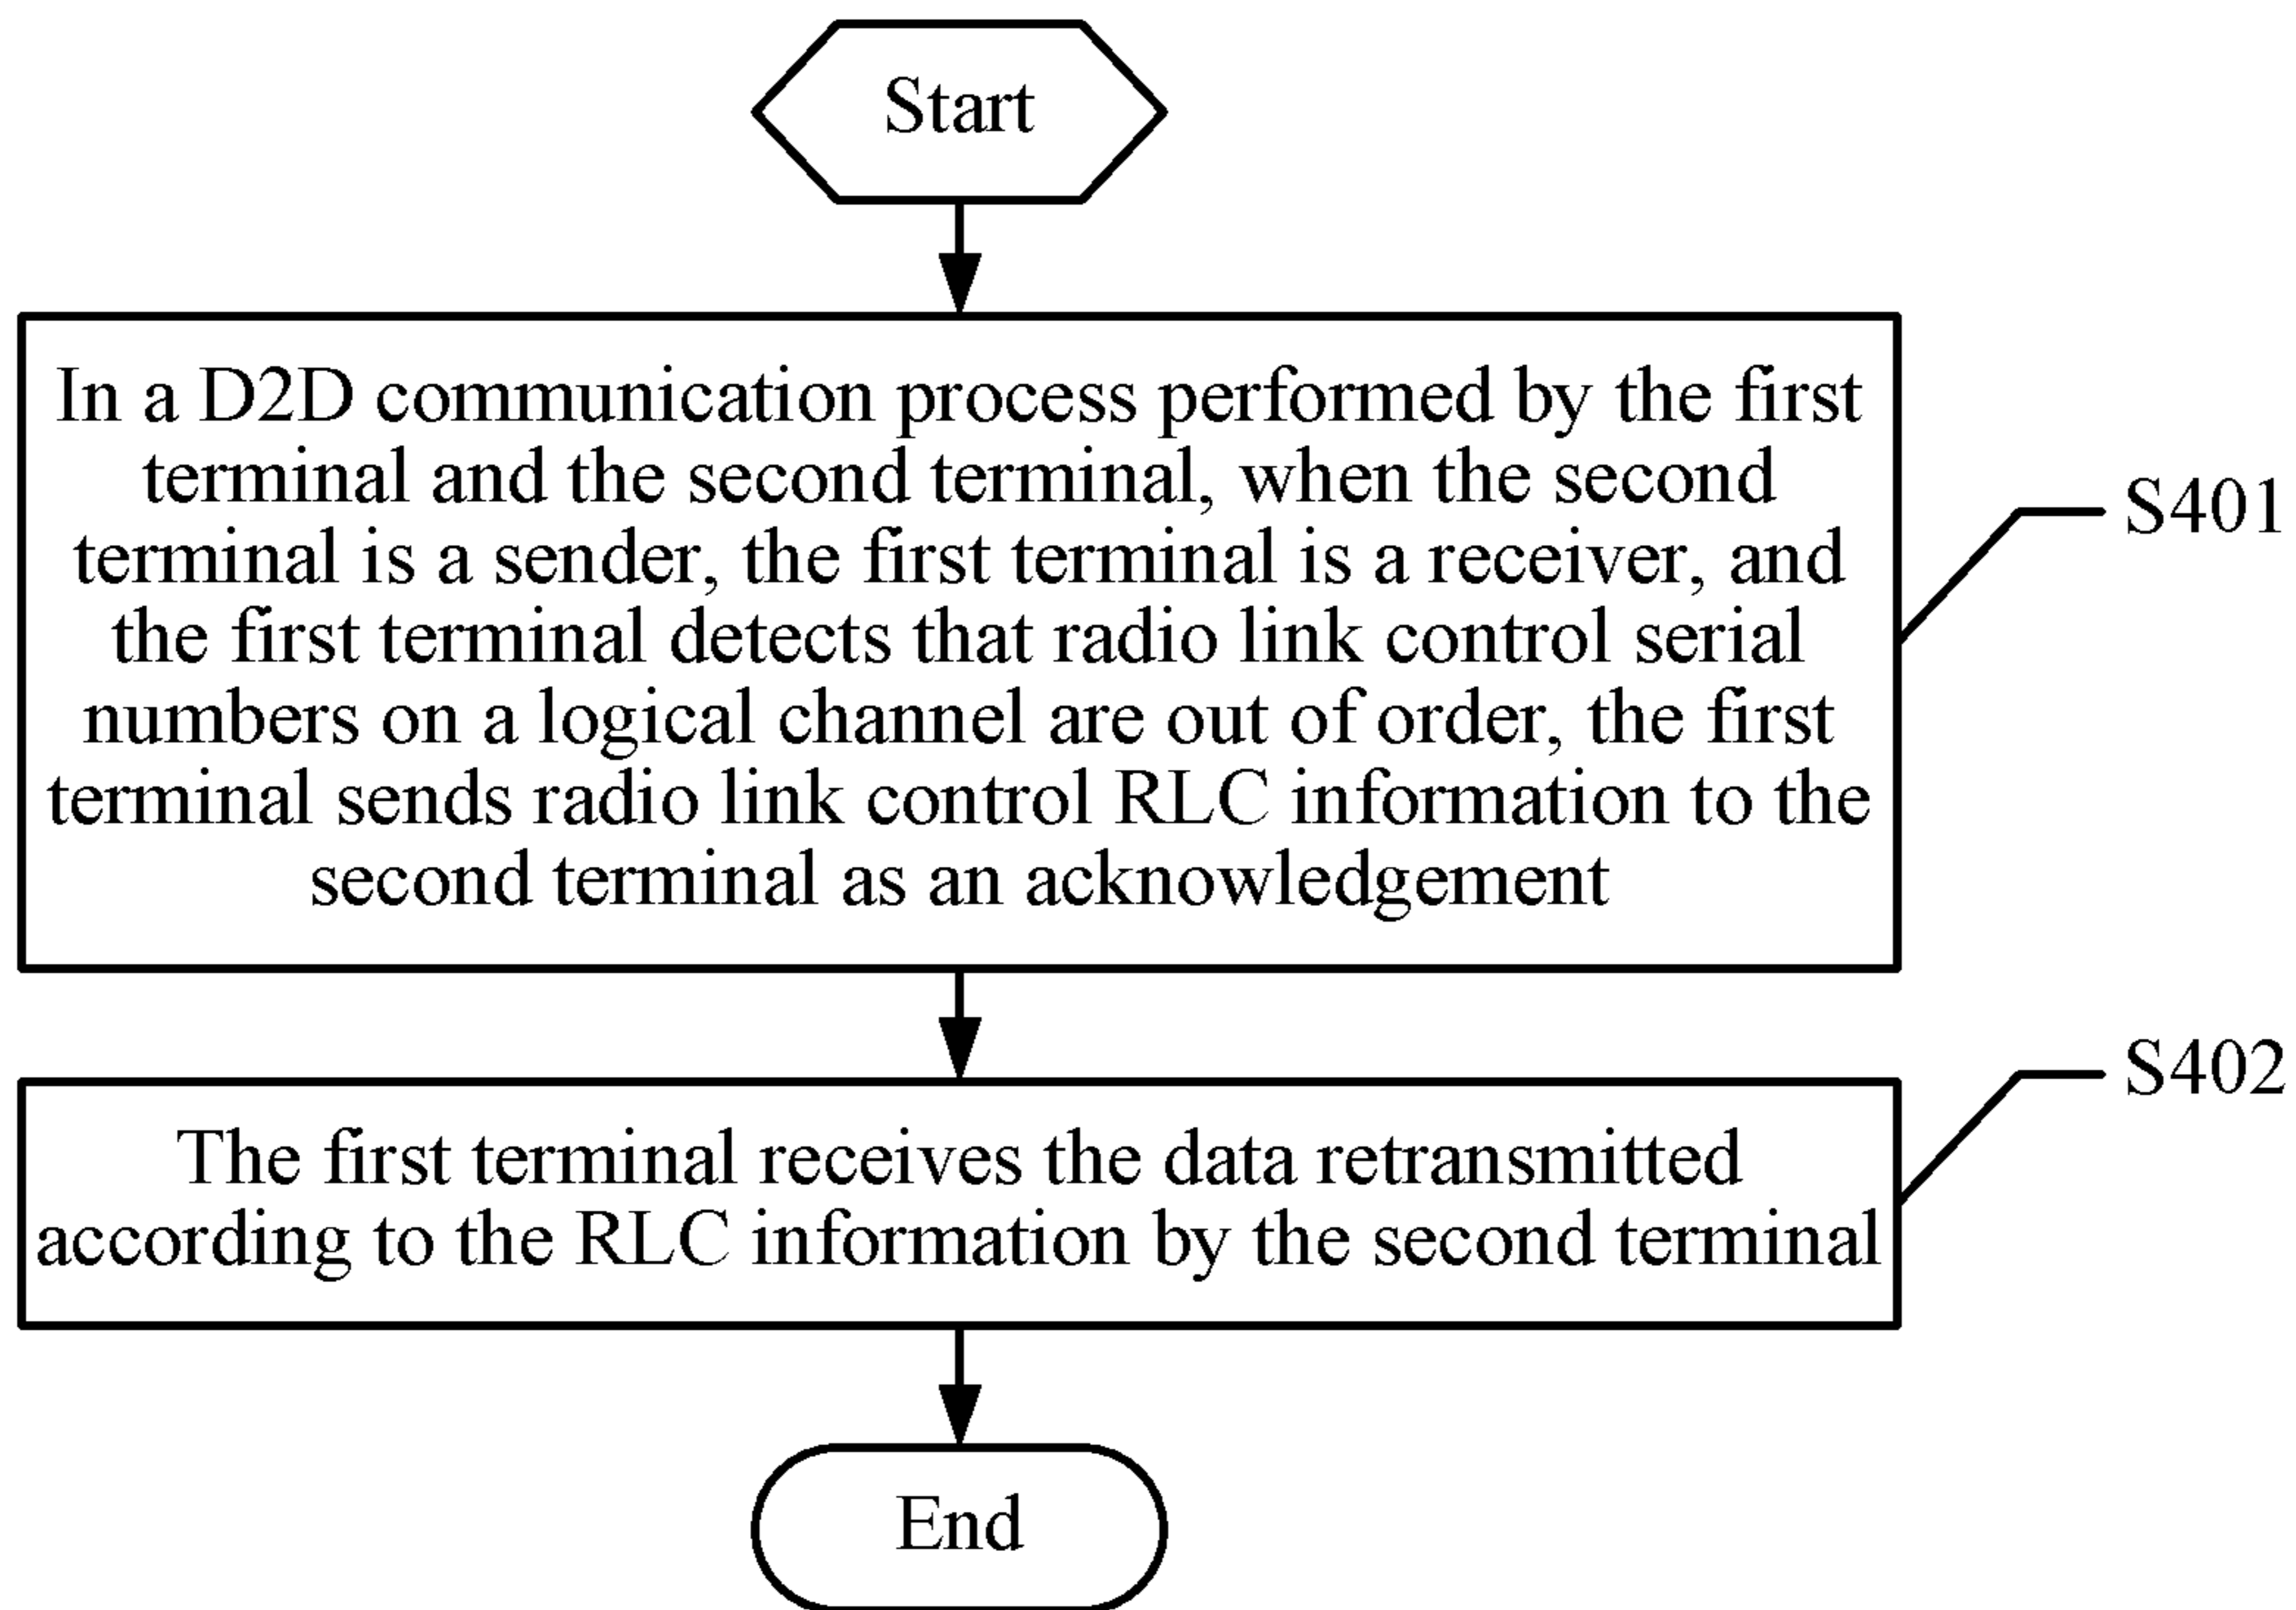 Start
In a D2D communication process performed by the first
terminal and the second terminal, when the second
terminal is a sender, the first terminal is a receiver, and
the first terminal detects that radio link control serial
numbers on a logical channel are out of order, the first
terminal sends radio link control RLC information to the
second terminal as an acknowledgement
S401
The first terminal receives the data retransmitted
according to the RLC information by the second terminal
S402
End